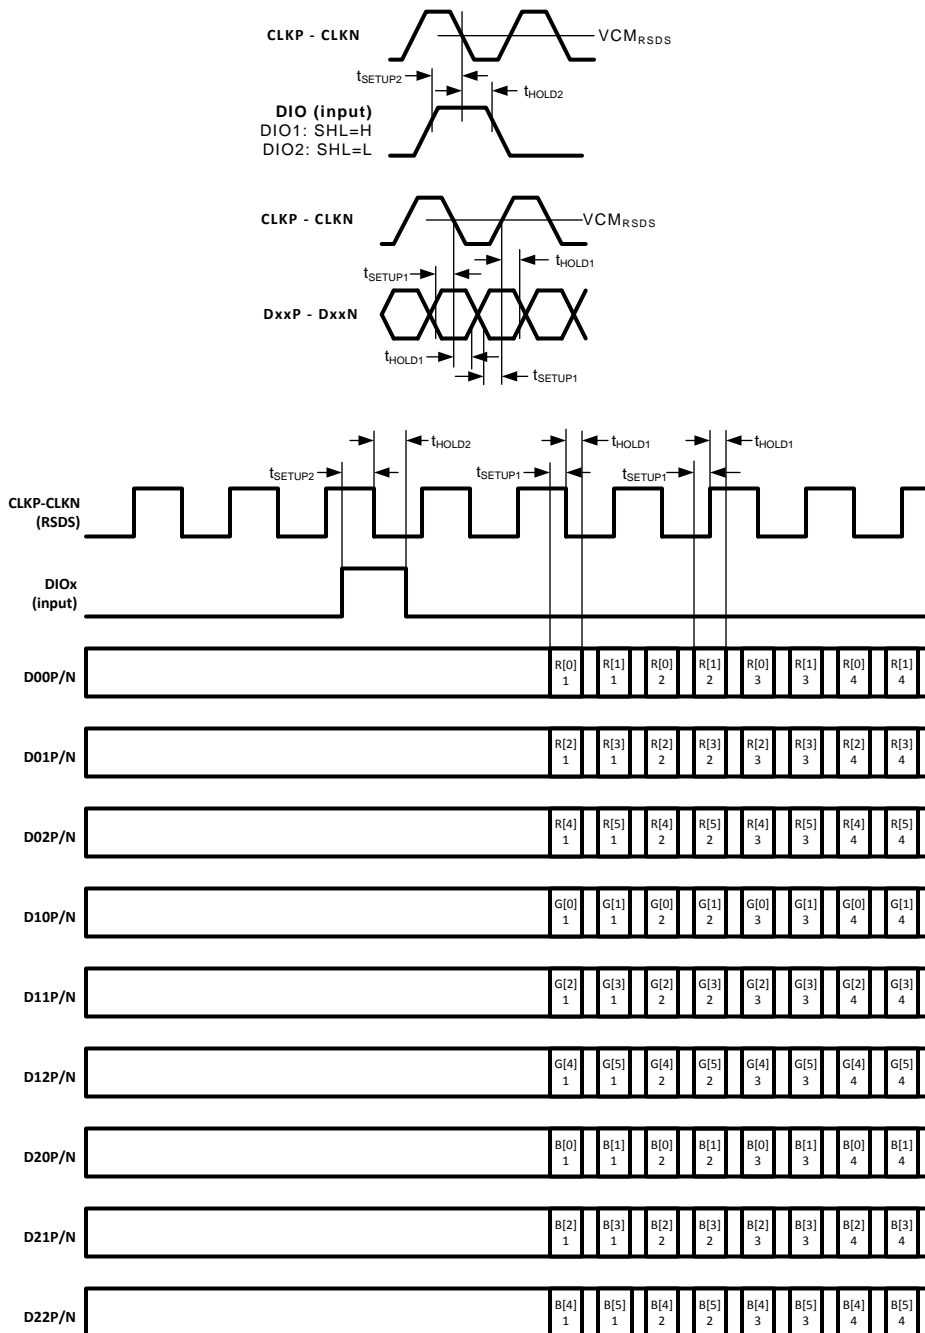 CLKP - CLKN
VCMRSDS
tSETUP2
tHOLD2
DIO (input)
DIO1: SHL=H
DIO2: SHL=L
CLKP - CLKN
VCMRSDS
tSETUP1
tHOLD1
DxxP - DxxN
tHOLD1
tSETUP1
tHOLD2
tHOLD1
tHOLD1
tSETUP2
tSETUP1
tSETUP1
CLKP-CLKN
(RSDS)
DIOx
(input)
D00P/N
R[0] R[1] R[0] R[1] R[0] R[1] R[0] R[1]
1 1 2 2 3 3 4 4
D01P/N
R[2] R[3] R[2] R[3] R[2] R[3] R[2] R[3]
1 1 2 2 3 3 4 4
D02P/N
R[4] R[5] R[4] R[5] R[4] R[5] R[4] R[5]
1 1 2 2 3 3 4 4
D10P/N
G[0] G[1] G[0] G[1] G[0] G[1] G[0] G[1]
1 1 2 2 3 3 4 4
D11P/N
G[2] G[3] G[2] G[3] G[2] G[3] G[2] G[3]
1 1 2 2 3 3 4 4
D12P/N
G[4] G[5] G[4] G[5] G[4] G[5] G[4] G[5]
1 1 2 2 3 3 4 4
D20P/N
B[0] B[1] B[0] B[1] B[0] B[1] B[0] B[1]
1 1 2 2 3 3 4 4
D21P/N
B[2] B[3] B[2] B[3] B[2] B[3] B[2] B[3]
1 1 2 2 3 3 4 4
D22P/N
B[4] B[5] B[4] B[5] B[4] B[5] B[4] B[5]
1 1 2 2 3 3 4 4